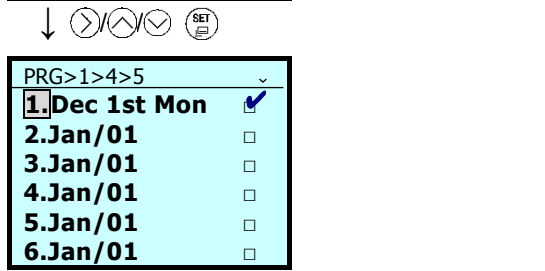 ↓ >/∧/∨ SET
PRG>1>4>5 ⌄
1.Dec 1st Mon ✔
2.Jan/01 □
3.Jan/01 □
4.Jan/01 □
5.Jan/01 □
6.Jan/01 □